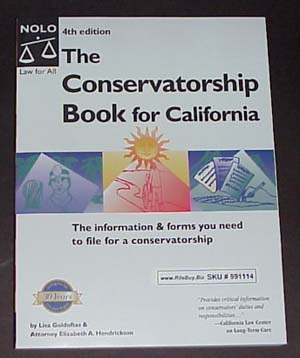 NOLO
4th edition
Law for All
The
Conservatorship
Book for California
The information & forms you need
to file for a conservatorship
www.RiteBuy.Biz SKU # 991114
30 Years
"Provides critical information
on conservators' duties and
responsibilities..."
—California Law Center
on Long-Term Care
by Lisa Goldoftas &
Attorney Elizabeth A. Hendrickson